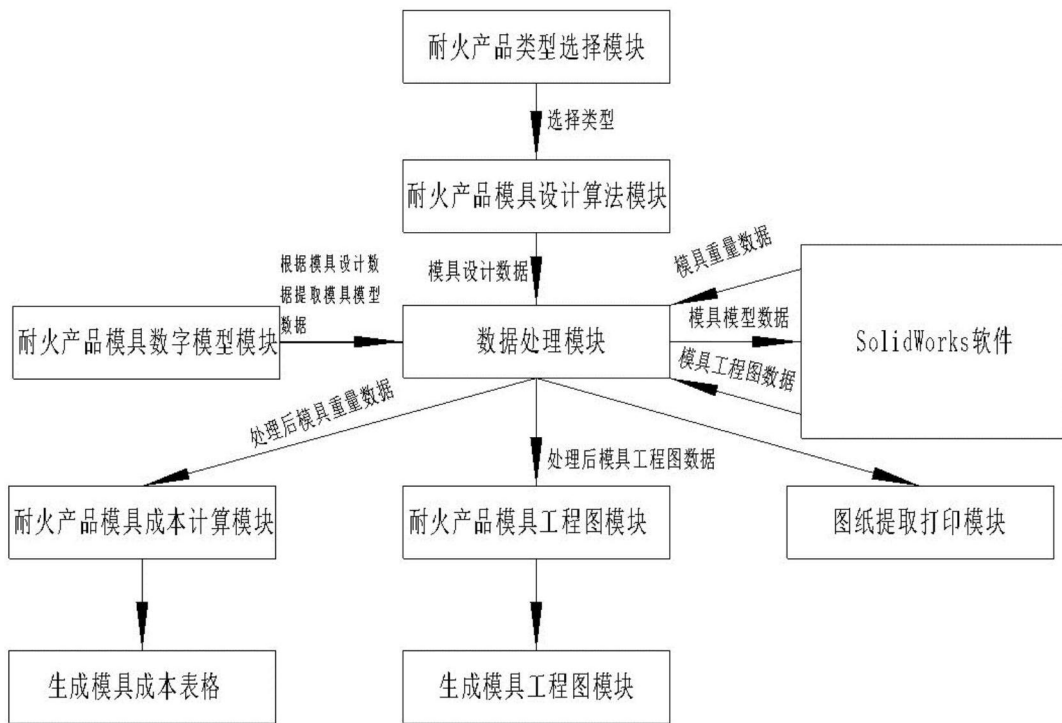 耐火产品类型选择模块
选择类型
耐火产品模具设计算法模块
模具重量数据
根据模具设计数
据提取模具模型
数据
模具设计数据
耐火产品模具数字模型模块
数据处理模块
模具模型数据
SolidWorks软件
模具工程图数据
处理后模具重量数据
处理后模具工程图数据
耐火产品模具成本计算模块
耐火产品模具工程图模块
图纸提取打印模块
生成模具成本表格
生成模具工程图模块